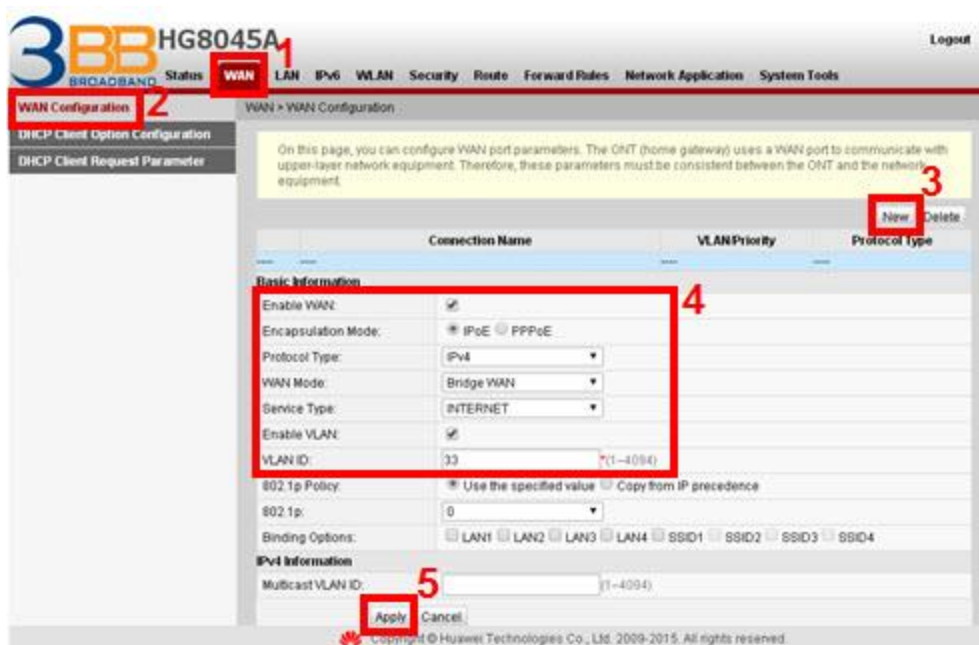 3BB BROADBAND
HG8045A
Logout
1
Status WAN LAN IPv6 WLAN Security Route Forward Rules Network Application System Tools
WAN Configuration 2
WAN > WAN Configuration
DHCP Client Option Configuration
DHCP Client Request Parameter
On this page, you can configure WAN port parameters. The ONT (home gateway) uses a WAN port to communicate with
upper-layer network equipment. Therefore, these parameters must be consistent between the ONT and the network
equipment.
3
New Delete
Connection Name VLAN/Priority Protocol Type
---- ---- ---- ----
Basic Information
4
Enable WAN:
Encapsulation Mode: IPoE PPPoE
Protocol Type: IPv4
WAN Mode: Bridge WAN
Service Type: INTERNET
Enable VLAN:
VLAN ID: 33 *(1–4094)
802.1p Policy: Use the specified value Copy from IP precedence
802.1p: 0
Binding Options: LAN1 LAN2 LAN3 LAN4 SSID1 SSID2 SSID3 SSID4
IPv4 Information
Multicast VLAN ID: (1–4094)
5
Apply Cancel
Copyright © Huawei Technologies Co., Ltd. 2009-2015. All rights reserved.